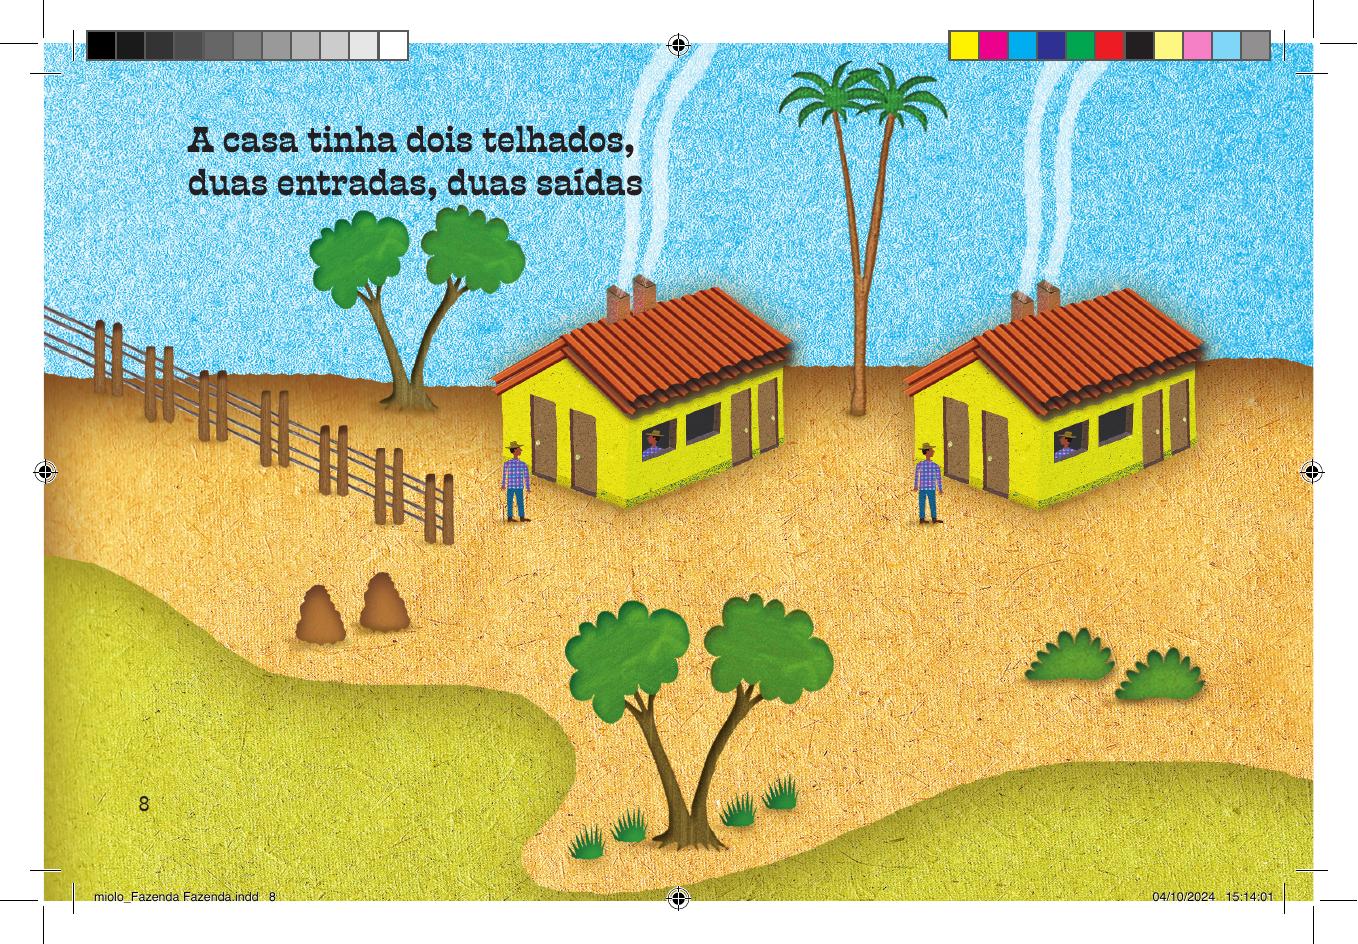 A casa tinha dois telhados,
duas entradas, duas saídas
8
miolo_Fazenda Fazenda.indd   8
04/10/2024   15:14:01